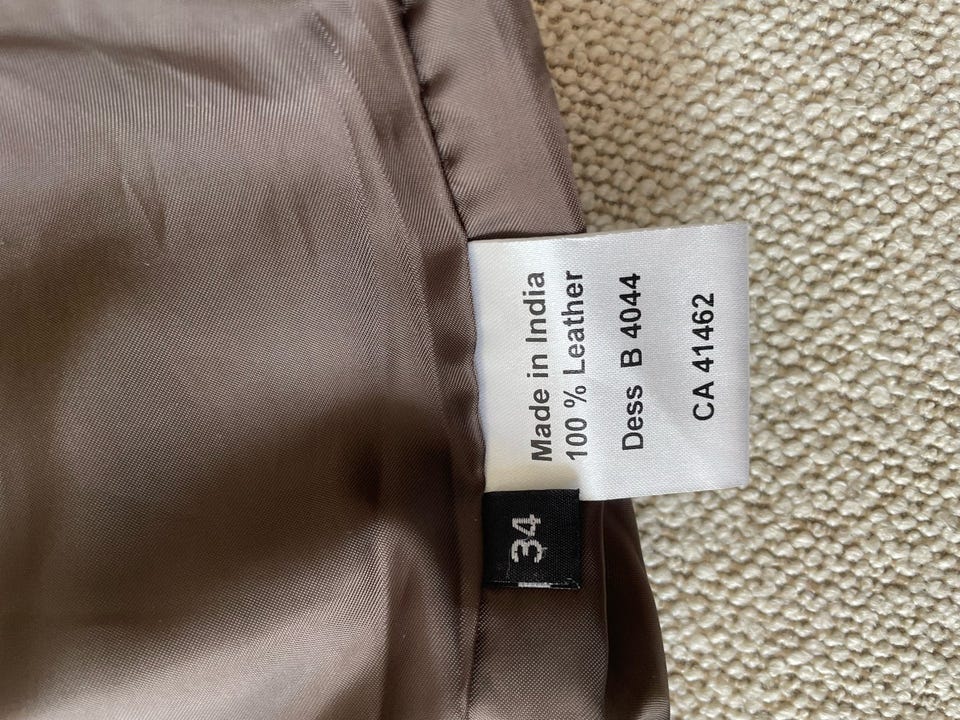 Made in India
100 % Leather
Dess B 4044
CA 41462
34